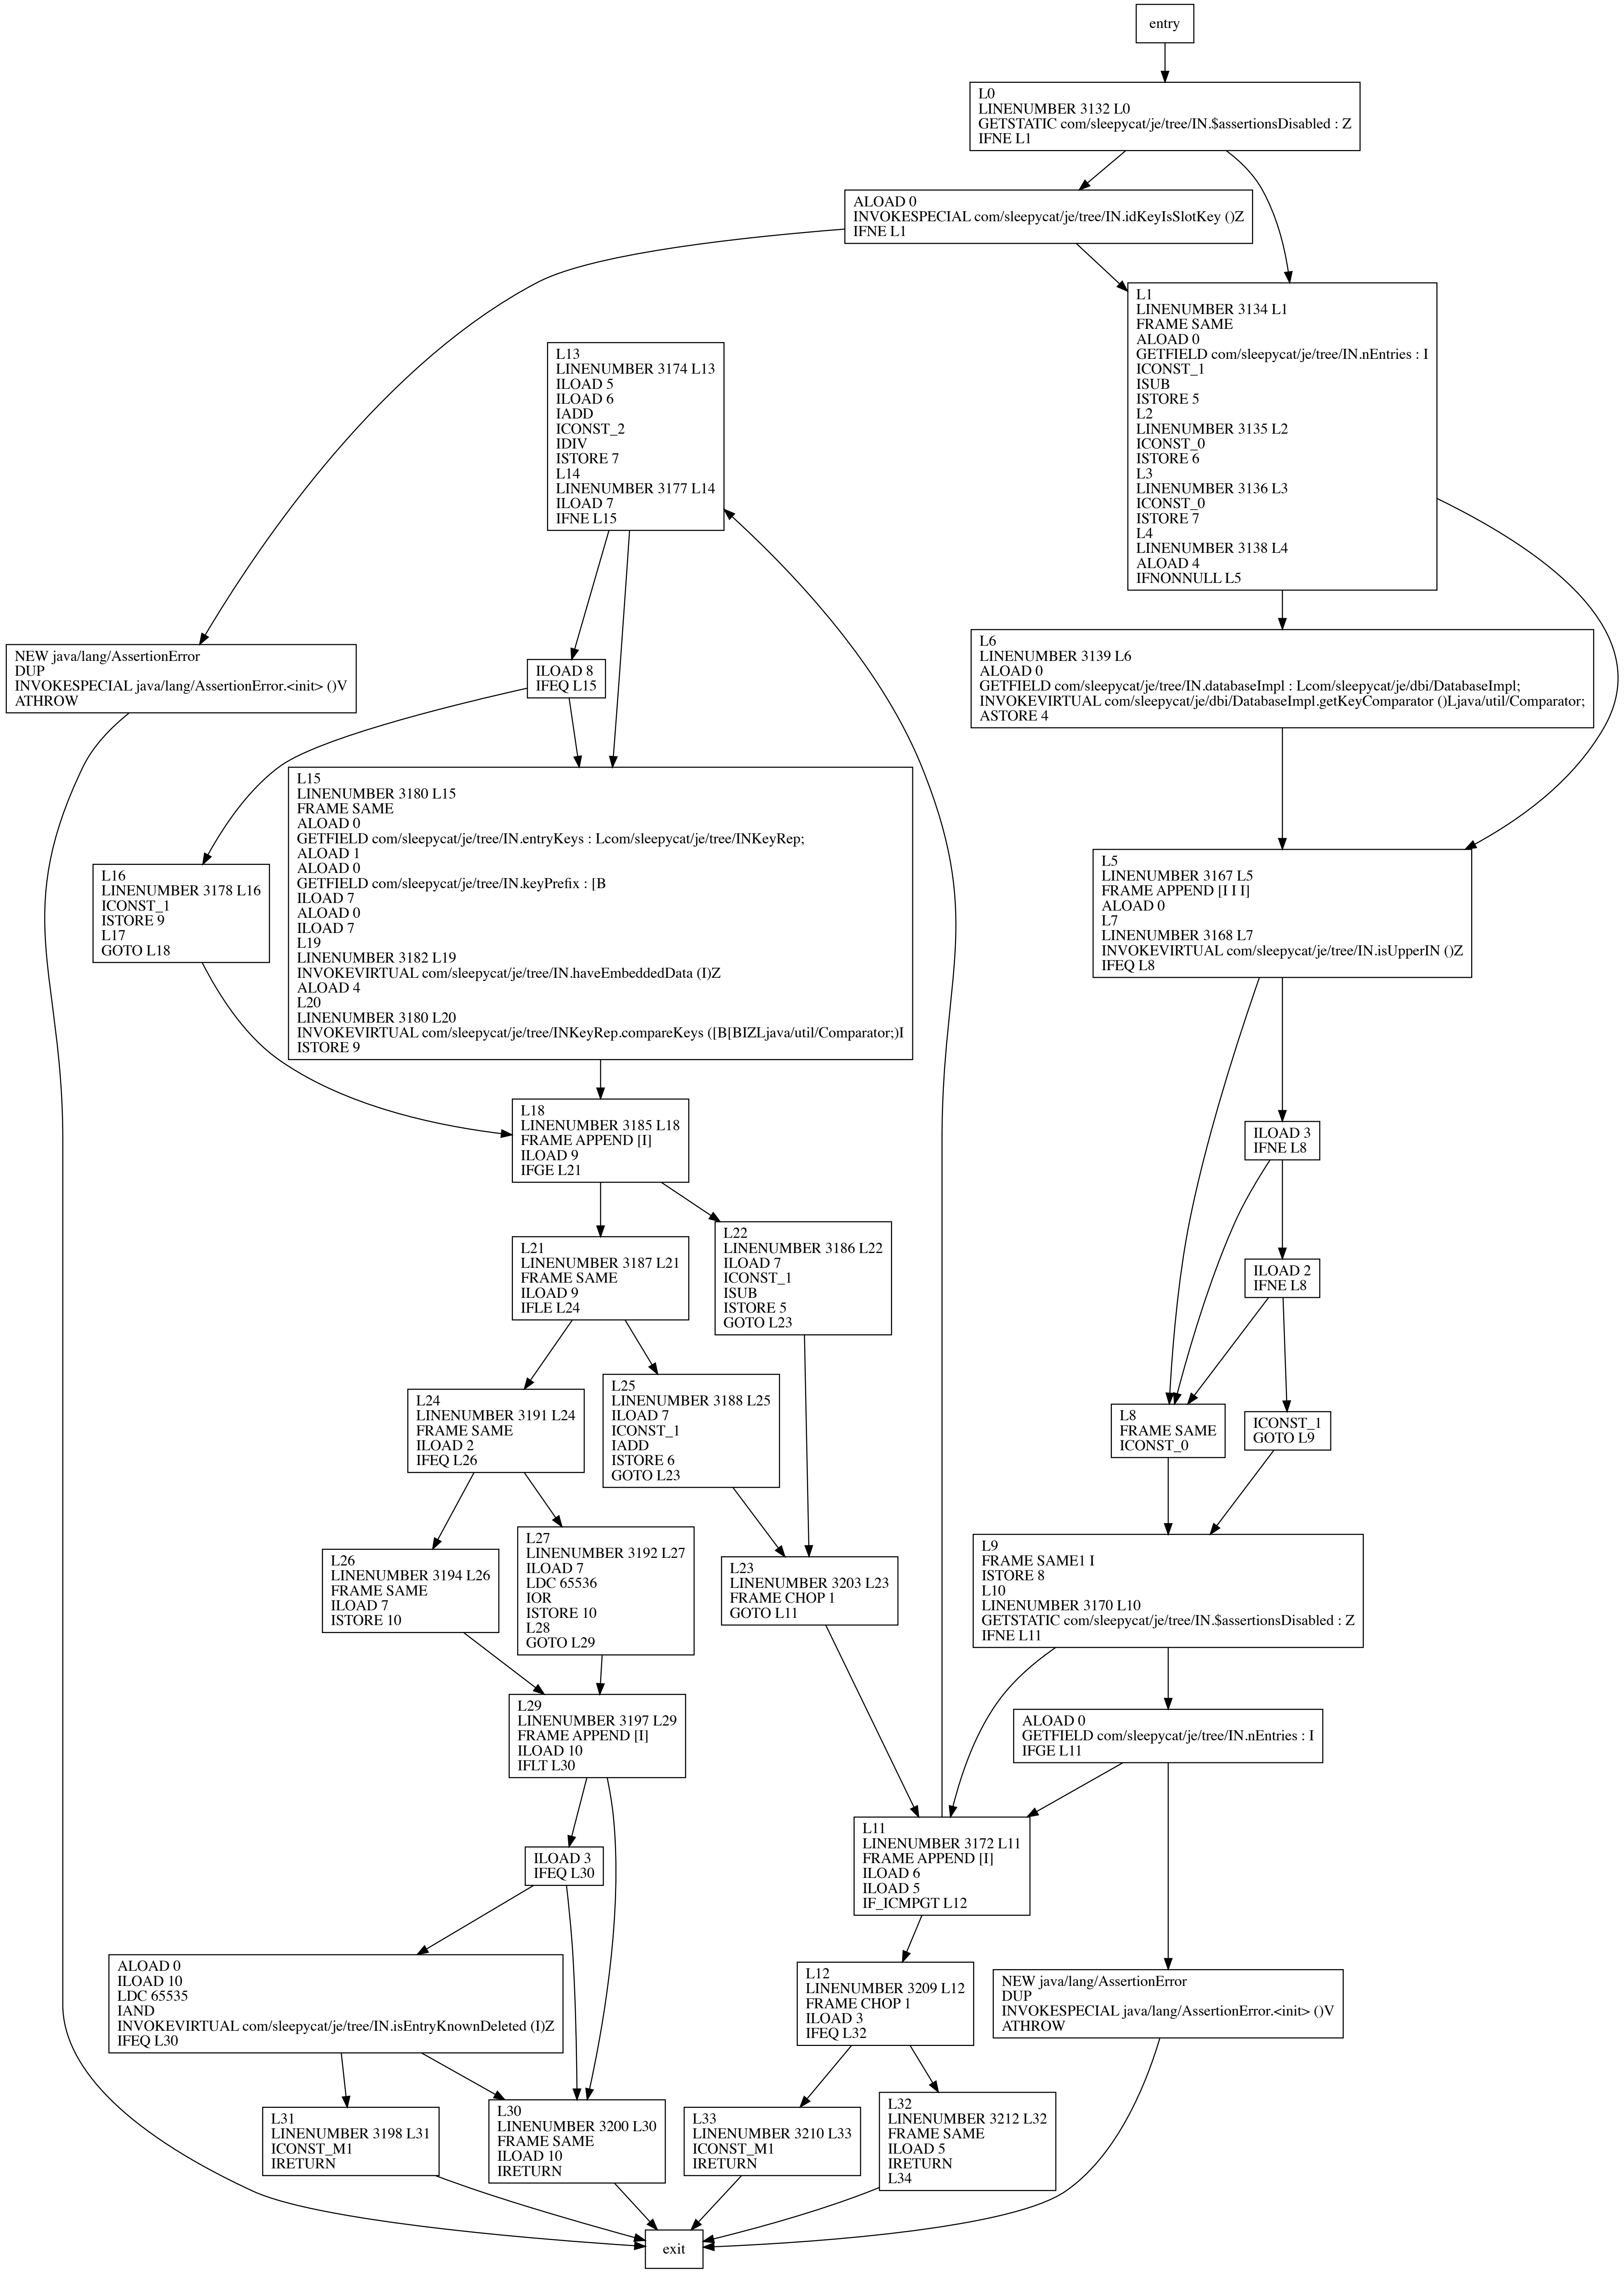 entry
L0
LINENUMBER 3132 L0
GETSTATIC com/sleepycat/je/tree/IN.$assertionsDisabled : Z
IFNE L1
ALOAD 0
INVOKESPECIAL com/sleepycat/je/tree/IN.idKeyIsSlotKey ()Z
IFNE L1
L1
LINENUMBER 3134 L1
FRAME SAME
ALOAD 0
GETFIELD com/sleepycat/je/tree/IN.nEntries : I
ICONST_1
ISUB
ISTORE 5
L2
LINENUMBER 3135 L2
ICONST_0
ISTORE 6
L3
LINENUMBER 3136 L3
ICONST_0
ISTORE 7
L4
LINENUMBER 3138 L4
ALOAD 4
IFNONNULL L5
L13
LINENUMBER 3174 L13
ILOAD 5
ILOAD 6
IADD
ICONST_2
IDIV
ISTORE 7
L14
LINENUMBER 3177 L14
ILOAD 7
IFNE L15
NEW java/lang/AssertionError
DUP
INVOKESPECIAL java/lang/AssertionError.<init> ()V
ATHROW
ILOAD 8
IFEQ L15
L6
LINENUMBER 3139 L6
ALOAD 0
GETFIELD com/sleepycat/je/tree/IN.databaseImpl : Lcom/sleepycat/je/dbi/DatabaseImpl;
INVOKEVIRTUAL com/sleepycat/je/dbi/DatabaseImpl.getKeyComparator ()Ljava/util/Comparator;
ASTORE 4
L15
LINENUMBER 3180 L15
FRAME SAME
ALOAD 0
GETFIELD com/sleepycat/je/tree/IN.entryKeys : Lcom/sleepycat/je/tree/INKeyRep;
ALOAD 1
ALOAD 0
GETFIELD com/sleepycat/je/tree/IN.keyPrefix : [B
ILOAD 7
ALOAD 0
ILOAD 7
L19
LINENUMBER 3182 L19
INVOKEVIRTUAL com/sleepycat/je/tree/IN.haveEmbeddedData (I)Z
ALOAD 4
L20
LINENUMBER 3180 L20
INVOKEVIRTUAL com/sleepycat/je/tree/INKeyRep.compareKeys ([B[BIZLjava/util/Comparator;)I
ISTORE 9
L16
LINENUMBER 3178 L16
ICONST_1
ISTORE 9
L17
GOTO L18
L5
LINENUMBER 3167 L5
FRAME APPEND [I I I]
ALOAD 0
L7
LINENUMBER 3168 L7
INVOKEVIRTUAL com/sleepycat/je/tree/IN.isUpperIN ()Z
IFEQ L8
L18
LINENUMBER 3185 L18
FRAME APPEND [I]
ILOAD 9
IFGE L21
ILOAD 3
IFNE L8
L22
LINENUMBER 3186 L22
ILOAD 7
ICONST_1
ISUB
ISTORE 5
GOTO L23
L21
LINENUMBER 3187 L21
FRAME SAME
ILOAD 9
IFLE L24
ILOAD 2
IFNE L8
L25
LINENUMBER 3188 L25
ILOAD 7
ICONST_1
IADD
ISTORE 6
GOTO L23
L24
LINENUMBER 3191 L24
FRAME SAME
ILOAD 2
IFEQ L26
L8
FRAME SAME
ICONST_0
ICONST_1
GOTO L9
L27
LINENUMBER 3192 L27
ILOAD 7
LDC 65536
IOR
ISTORE 10
L28
GOTO L29
L26
LINENUMBER 3194 L26
FRAME SAME
ILOAD 7
ISTORE 10
L23
LINENUMBER 3203 L23
FRAME CHOP 1
GOTO L11
L9
FRAME SAME1 I
ISTORE 8
L10
LINENUMBER 3170 L10
GETSTATIC com/sleepycat/je/tree/IN.$assertionsDisabled : Z
IFNE L11
L29
LINENUMBER 3197 L29
FRAME APPEND [I]
ILOAD 10
IFLT L30
ALOAD 0
GETFIELD com/sleepycat/je/tree/IN.nEntries : I
IFGE L11
ILOAD 3
IFEQ L30
L11
LINENUMBER 3172 L11
FRAME APPEND [I]
ILOAD 6
ILOAD 5
IF_ICMPGT L12
ALOAD 0
ILOAD 10
LDC 65535
IAND
INVOKEVIRTUAL com/sleepycat/je/tree/IN.isEntryKnownDeleted (I)Z
IFEQ L30
L12
LINENUMBER 3209 L12
FRAME CHOP 1
ILOAD 3
IFEQ L32
NEW java/lang/AssertionError
DUP
INVOKESPECIAL java/lang/AssertionError.<init> ()V
ATHROW
L31
LINENUMBER 3198 L31
ICONST_M1
IRETURN
L30
LINENUMBER 3200 L30
FRAME SAME
ILOAD 10
IRETURN
L33
LINENUMBER 3210 L33
ICONST_M1
IRETURN
L32
LINENUMBER 3212 L32
FRAME SAME
ILOAD 5
IRETURN
L34
exit